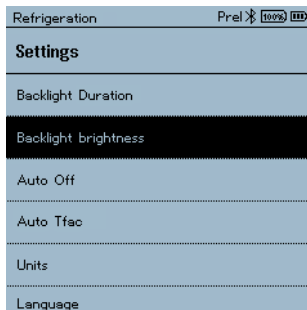 Refrigeration Prel 100%
Settings
Backlight Duration
Backlight brightness
Auto Off
Auto Tfac
Units
Language